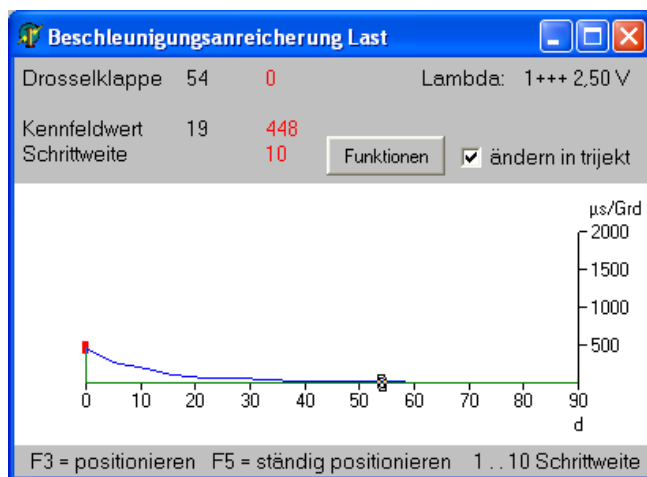 Beschleunigungsanreicherung Last
Drosselklappe 54 0 Lambda: 1+++ 2,50 V
Kennfeldwert 19 448
Schrittweite 10 Funktionen ändern in trijekt
µs/Grd
2000
1500
1000
500
0 10 20 30 40 50 60 70 80 90
d
F3 = positionieren F5 = ständig positionieren 1 . . 10 Schrittweite